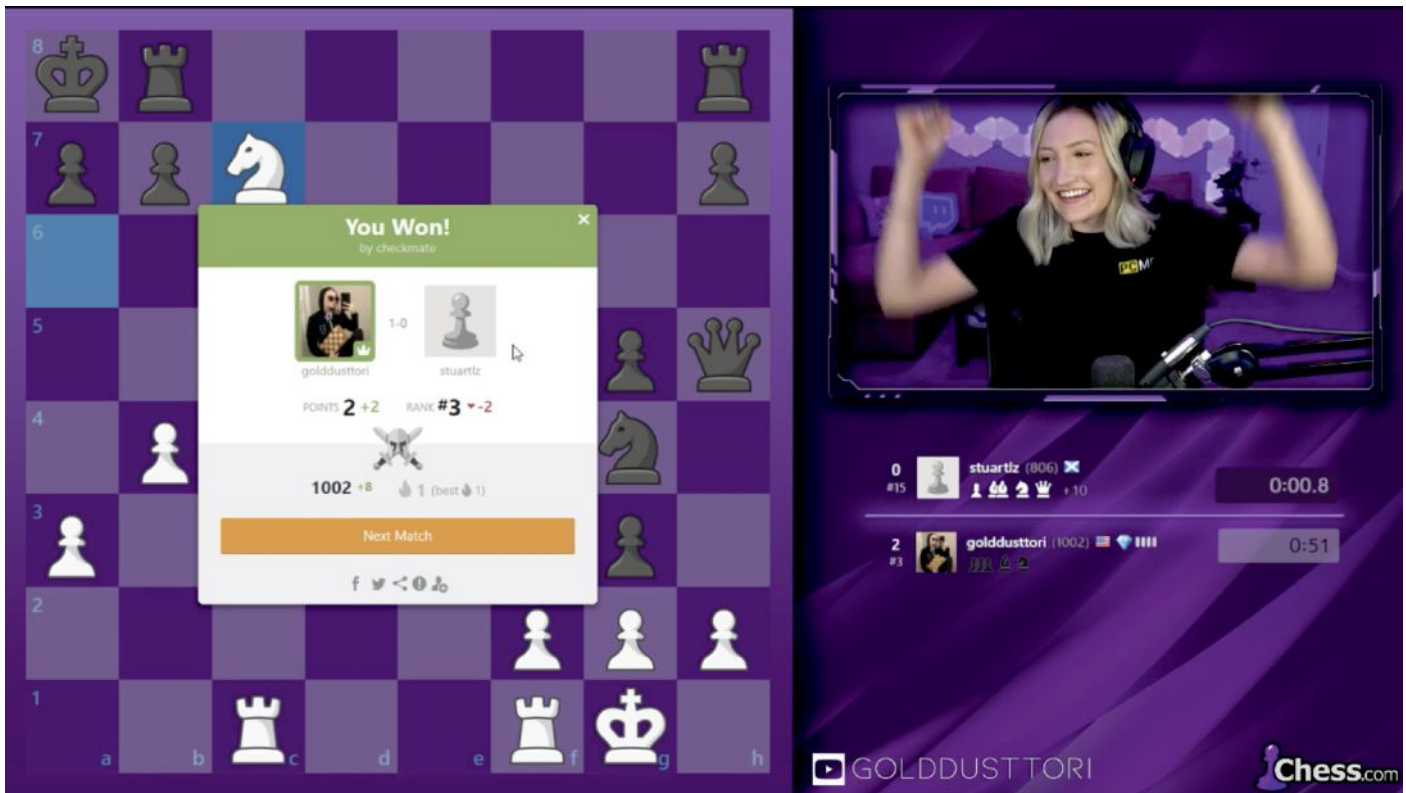 8
7
6
5
4
3
2
1
a b c d e f g h
You Won!
by checkmate
×
1-0
golddusttori
stuartlz
POINTS 2 +2 RANK #3 -2
1002 +8 1 (best 1)
Next Match
PCM
0 stuartlz (806) 0:00.8
#15 +10
2 golddusttori (1002) 0:51
#3
GOLDDUSTTORI
Chess.com